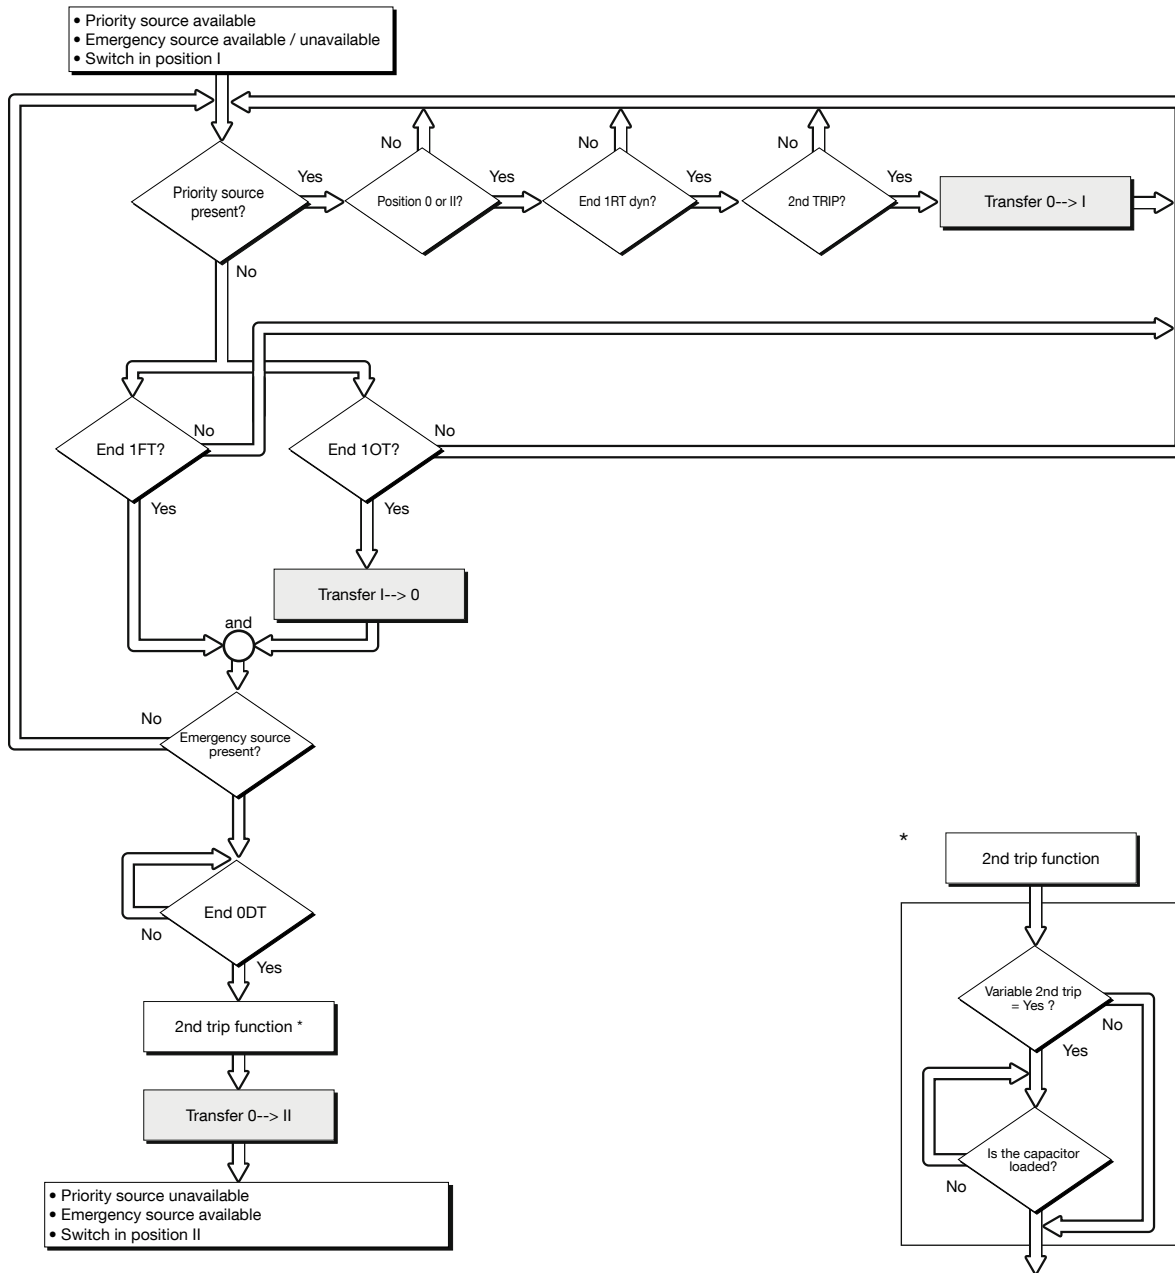 • Priority source available
• Emergency source available / unavailable
• Switch in position I
No
No
No
Yes
Yes
Yes
Yes
Priority source
present?
Position 0 or II?
End 1RT dyn?
2nd TRIP?
Transfer 0--> I
No
End 1FT?
No
End 1OT?
No
Yes
Yes
Transfer I--> 0
and
No
Emergency source
present?
End 0DT
No
Yes
2nd trip function *
Transfer 0--> II
• Priority source unavailable
• Emergency source available
• Switch in position II
*
2nd trip function
Variable 2nd trip
= Yes ?
No
Yes
Is the capacitor
loaded?
No